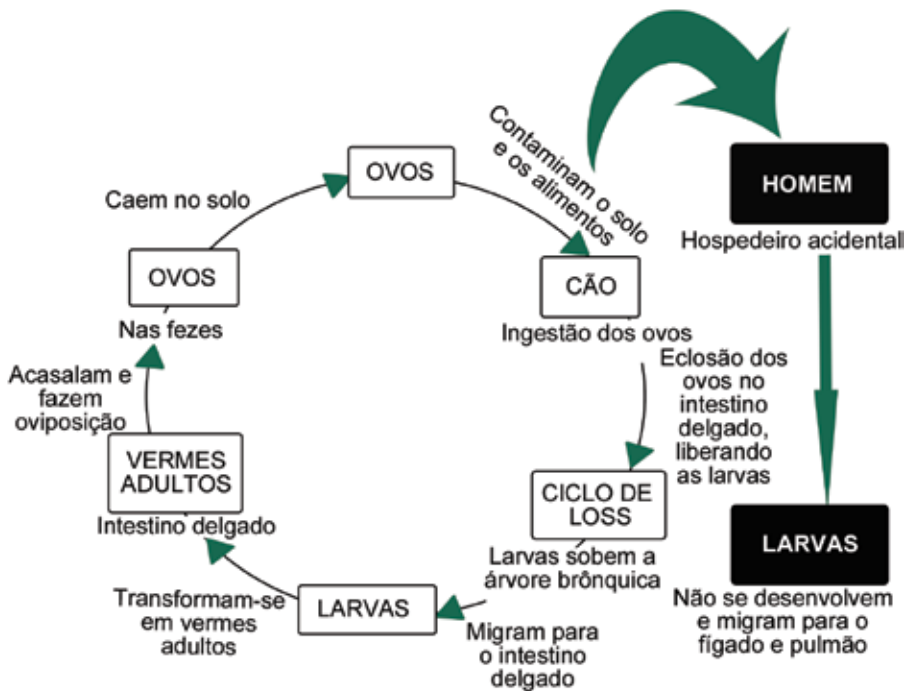 OVOS
Contaminam o solo
e os alimentos
CÃO
Ingestão dos ovos
Eclosão dos
ovos no
intestino
delgado,
liberando
as larvas
CICLO DE
LOSS
Larvas sobem a
árvore brônquica
Migram para
o intestino
delgado
LARVAS
Transformam-se
em vermes
adultos
Intestino delgado
VERMES
ADULTOS
Acasalam e
fazem
oviposição
Nas fezes
OVOS
Caem no solo
HOMEM
Hospedeiro acidentall
LARVAS
Não se desenvolvem
e migram para o
fígado e pulmão